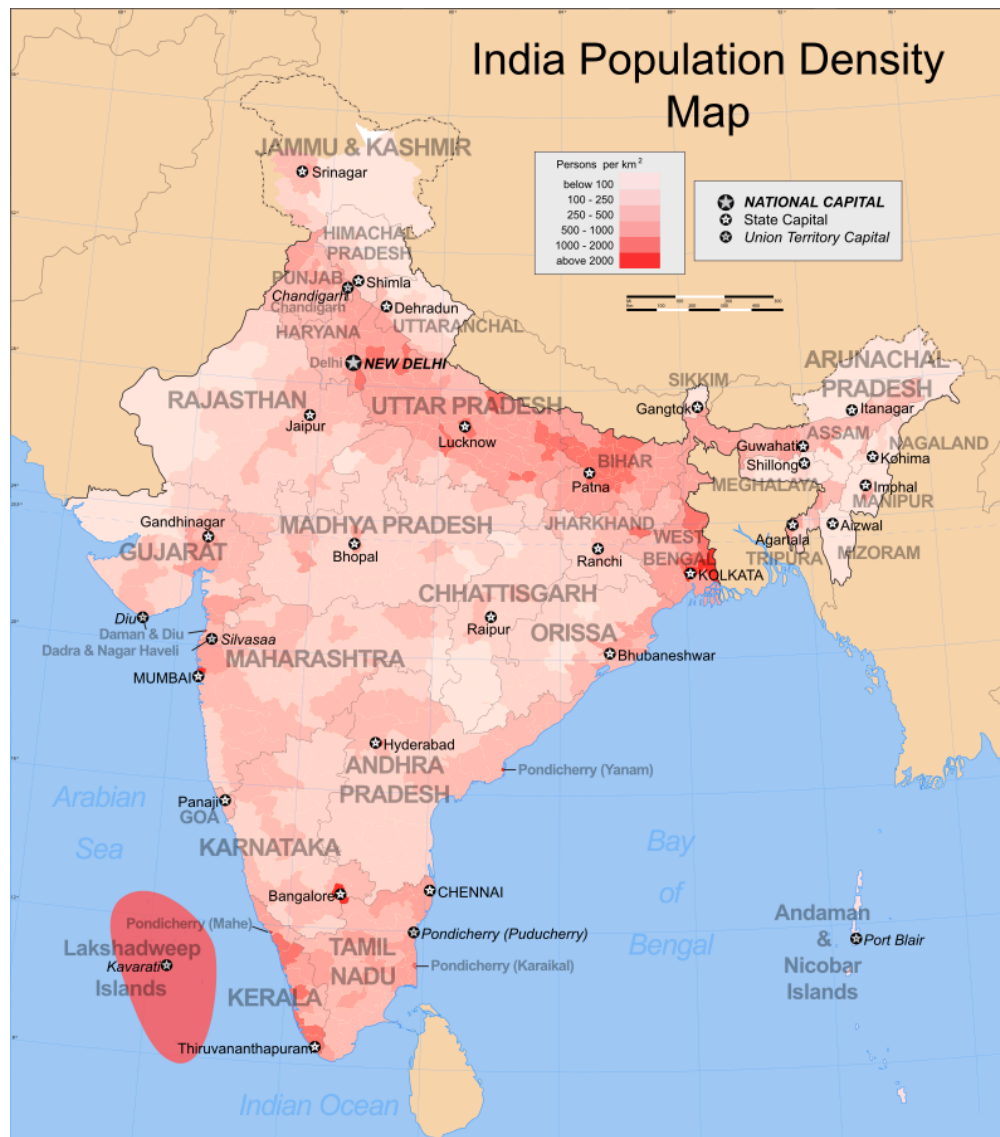 India Population Density
Map
Persons per km²
below 100
100 - 250
250 - 500
500 - 1000
1000 - 2000
above 2000
NATIONAL CAPITAL
State Capital
Union Territory Capital
JAMMU & KASHMIR
Srinagar
HIMACHAL
PRADESH
PUNJAB
Shimla
Chandigarh
Chandigarh
Dehradun
HARYANA
UTTARANCHAL
Delhi
NEW DELHI
RAJASTHAN
Jaipur
UTTAR PRADESH
Lucknow
SIKKIM
Gangtok
ARUNACHAL
PRADESH
Itanagar
ASSAM
Guwahati
NAGALAND
Kohima
Shillong
MEGHALAYA
Imphal
MANIPUR
BIHAR
Patna
Gandhinagar
GUJARAT
MADHYA PRADESH
Bhopal
JHARKHAND
Ranchi
WEST
BENGAL
KOLKATA
Agartala
TRIPURA
Aizwal
MIZORAM
CHHATTISGARH
Raipur
ORISSA
Bhubaneshwar
Diu
Daman & Diu
Dadra & Nagar Haveli
Silvasaa
MAHARASHTRA
MUMBAI
Hyderabad
ANDHRA
PRADESH
Pondicherry (Yanam)
Arabian
Sea
Panaji
GOA
KARNATAKA
Bay
of
Bengal
Bangalore
CHENNAI
Pondicherry (Mahe)
Pondicherry (Puducherry)
Lakshadweep
Kavarati
Islands
TAMIL
NADU
Pondicherry (Karaikal)
KERALA
Thiruvananthapuram
Andaman
&
Nicobar
Islands
Port Blair
Indian Ocean